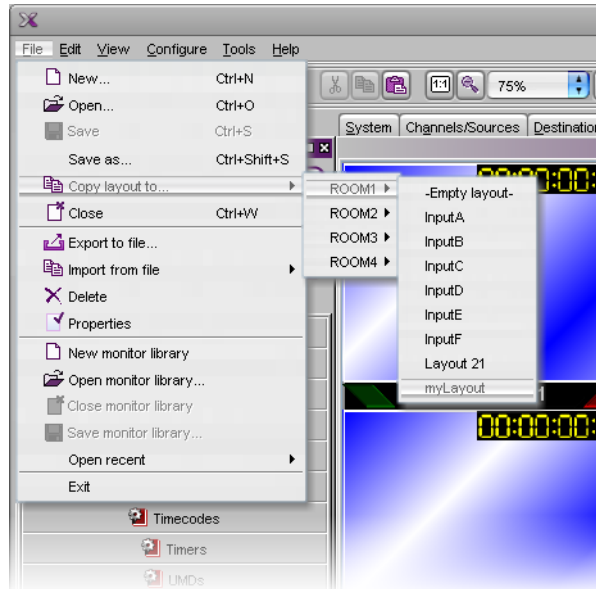 File Edit View Configure Tools Help
New... Ctrl+N
Open... Ctrl+O
Save Ctrl+S
Save as... Ctrl+Shift+S
Copy layout to...
Close Ctrl+W
Export to file...
Import from file
Delete
Properties
New monitor library
Open monitor library...
Close monitor library
Save monitor library...
Open recent
Exit
Timecodes
Timers
UMDs
1:1 75%
System Channels/Sources
ROOM1
ROOM2
ROOM3
ROOM4
-Empty layout-
InputA
InputB
InputC
InputD
InputE
InputF
Layout 21
myLayout
00:00:00:
1
00:00:00: